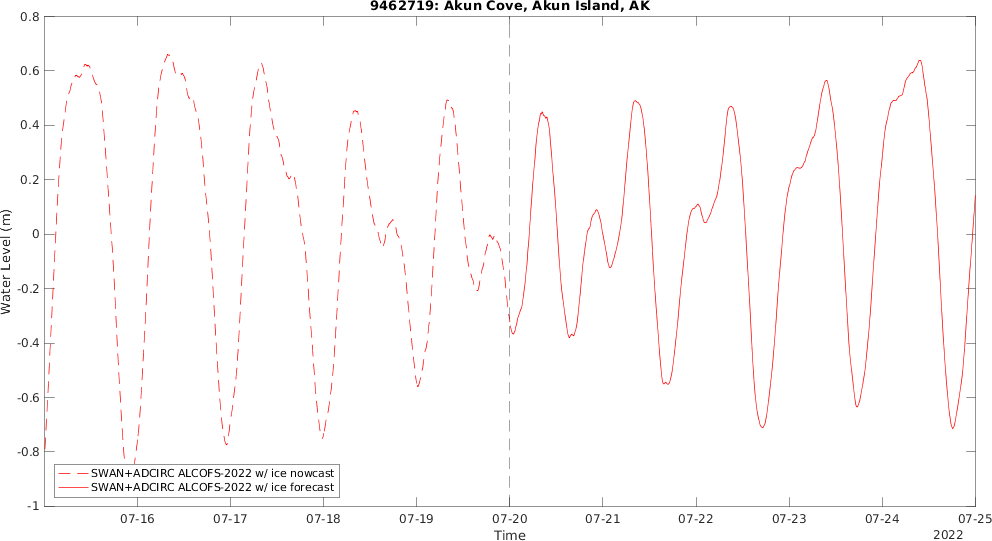 9462719: Akun Cove, Akun Island, AK
Water Level (m)
0.8
0.6
0.4
0.2
0
-0.2
-0.4
-0.6
-0.8
-1
SWAN+ADCIRC ALCOFS-2022 w/ ice nowcast
SWAN+ADCIRC ALCOFS-2022 w/ ice forecast
07-16 07-17 07-18 07-19 07-20 07-21 07-22 07-23 07-24 07-25
Time
2022